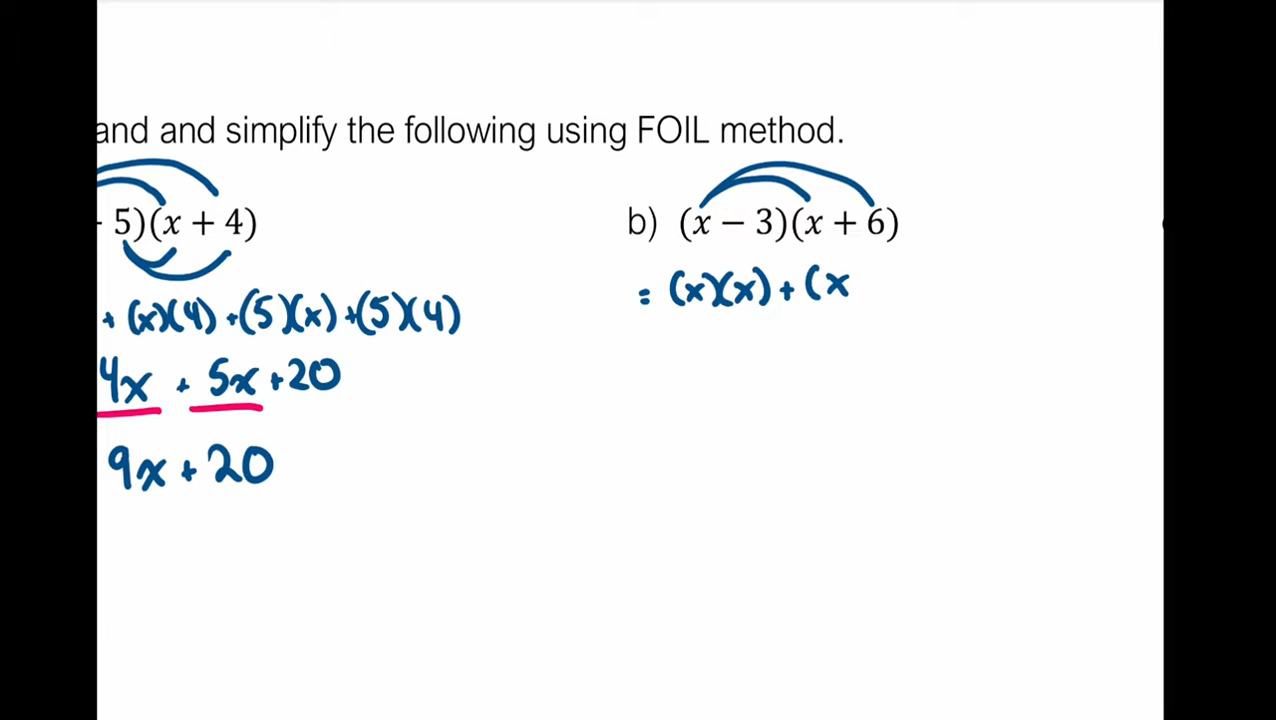 and and simplify the following using FOIL method.
5)(x + 4)
+ (x)(4) + (5)(x) + (5)(4)
4x + 5x + 20
9x + 20
b) (x − 3)(x + 6)
= (x)(x) + (x